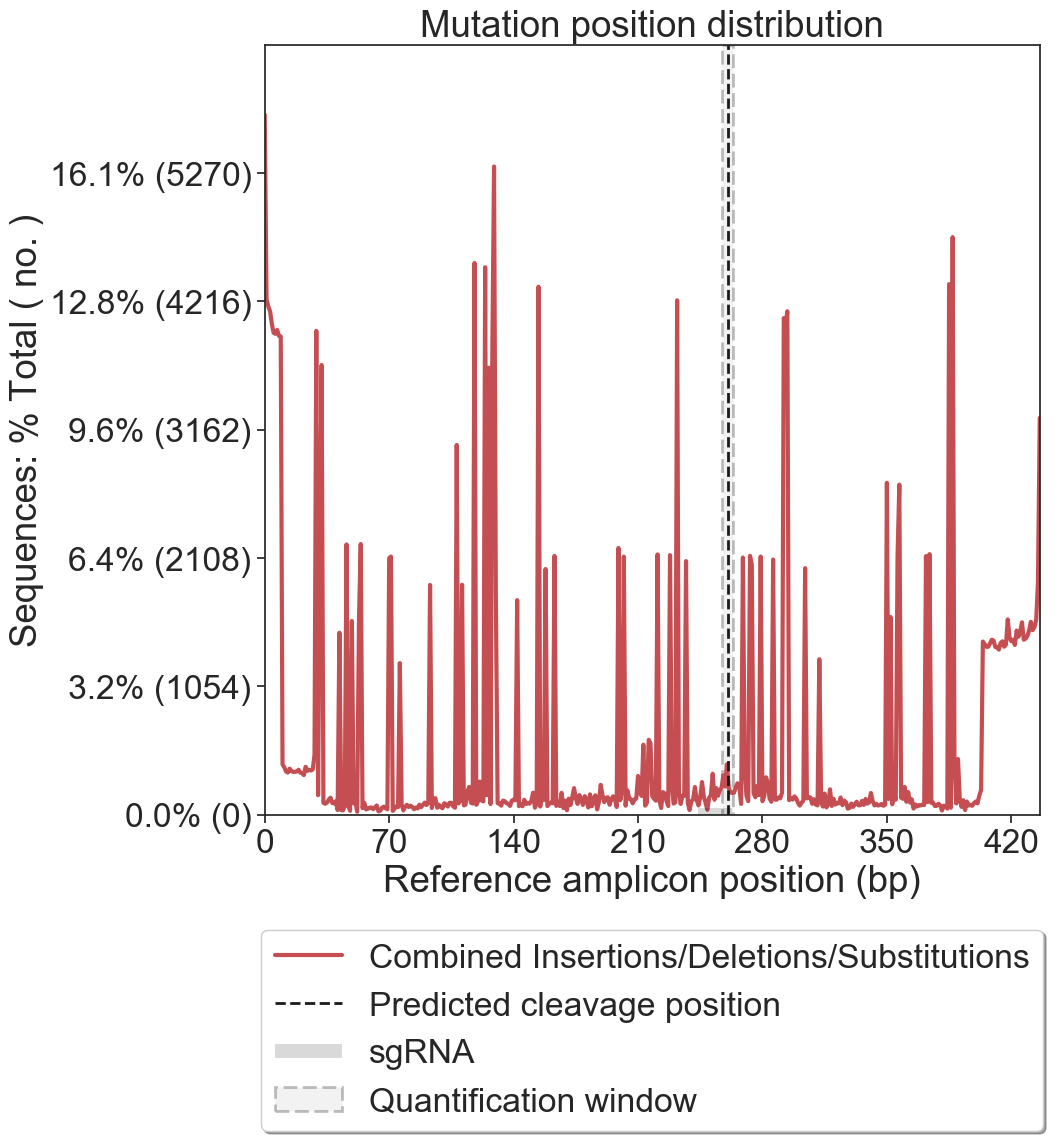 Mutation position distribution
Sequences: % Total ( no. )
16.1% (5270)
12.8% (4216)
9.6% (3162)
6.4% (2108)
3.2% (1054)
0.0% (0)
0 70 140 210 280 350 420
Reference amplicon position (bp)
Combined Insertions/Deletions/Substitutions
Predicted cleavage position
sgRNA
Quantification window